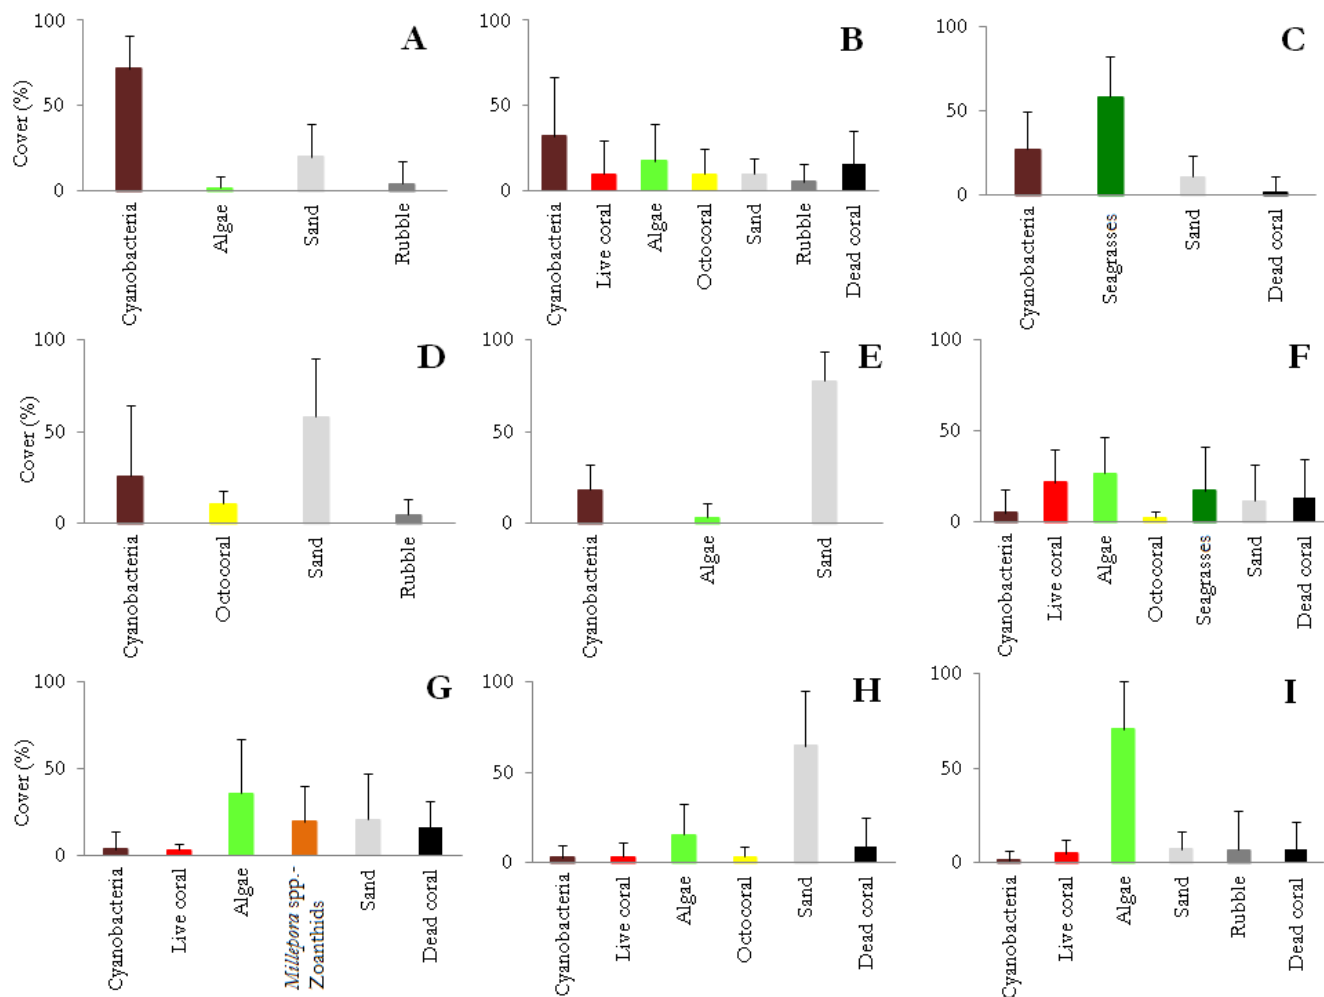 100
A
50
0
Cover (%)
Cyanobacteria
Algae
Sand
Rubble
100
B
50
0
Cyanobacteria
Live coral
Algae
Octocoral
Sand
Rubble
Dead coral
100
C
50
0
Cyanobacteria
Seagrasses
Sand
Dead coral
100
D
50
0
Cover (%)
Cyanobacteria
Octocoral
Sand
Rubble
100
E
50
0
Cyanobacteria
Algae
Sand
100
F
50
0
Cyanobacteria
Live coral
Algae
Octocoral
Seagrasses
Sand
Dead coral
100
G
50
0
Cover (%)
Cyanobacteria
Live coral
Algae
Millepora spp.-
Zoanthids
Sand
Dead coral
100
H
50
0
Cyanobacteria
Live coral
Algae
Octocoral
Sand
Dead coral
100
I
50
0
Cyanobacteria
Live coral
Algae
Sand
Rubble
Dead coral